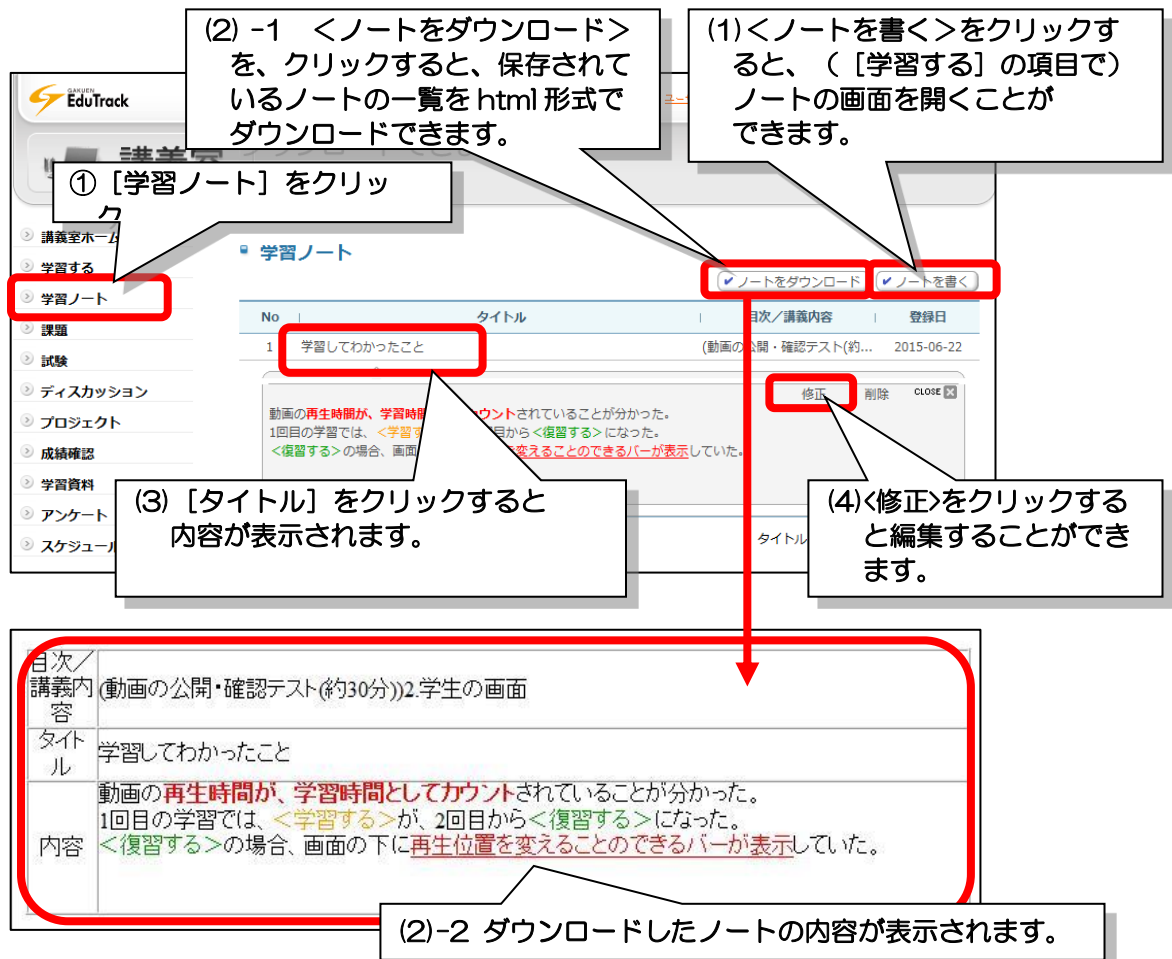 (2) -1 <ノートをダウンロード>
を、クリックすると、保存されて
いるノートの一覧を html 形式で
ダウンロードできます。
(1)<ノートを書く>をクリックす
ると、（［学習する］の項目で）
ノートの画面を開くことが
できます。
GAKUEN
EduTrack
講義室
① ［学習ノート］をクリッ
ク
講義室ホーム
学習する
学習ノート
課題
試験
ディスカッション
プロジェクト
成績確認
学習資料
アンケート
スケジュール
学習ノート
ノートをダウンロード
ノートを書く
No タイトル 目次／講義内容 登録日
1 学習してわかったこと (動画の公開・確認テスト(約... 2015-06-22
修正 削除 CLOSE
動画の再生時間が、学習時間 カウントされていることが分かった。
1回目の学習では、<学習す 目から<復習する>になった。
<復習する>の場合、画面 を変えることのできるバーが表示していた。
タイトル
(3) ［タイトル］をクリックすると
内容が表示されます。
(4)<修正>をクリックする
と編集することができ
ます。
目次／
講義内
容
(動画の公開・確認テスト(約30分))2.学生の画面
タイト
ル
学習してわかったこと
内容
動画の再生時間が、学習時間としてカウントされていることが分かった。
1回目の学習では、<学習する>が、2回目から<復習する>になった。
<復習する>の場合、画面の下に再生位置を変えることのできるバーが表示していた。
(2)-2 ダウンロードしたノートの内容が表示されます。